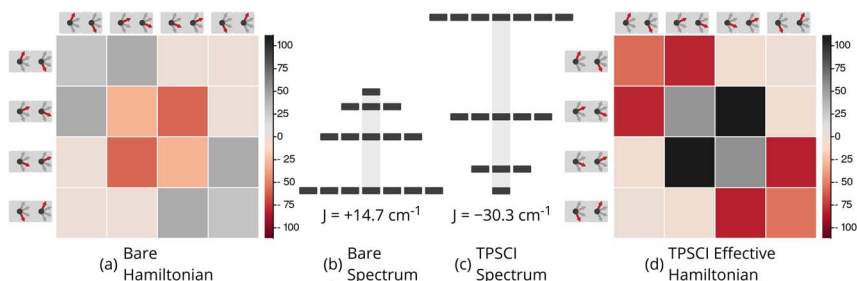 100
75
50
25
0
25
50
75
100
J = +14.7 cm⁻¹
J = −30.3 cm⁻¹
100
75
50
25
0
25
50
75
100
(a) Bare
Hamiltonian
(b) Bare
Spectrum
(c) TPSCI
Spectrum
(d) TPSCI Effective
Hamiltonian